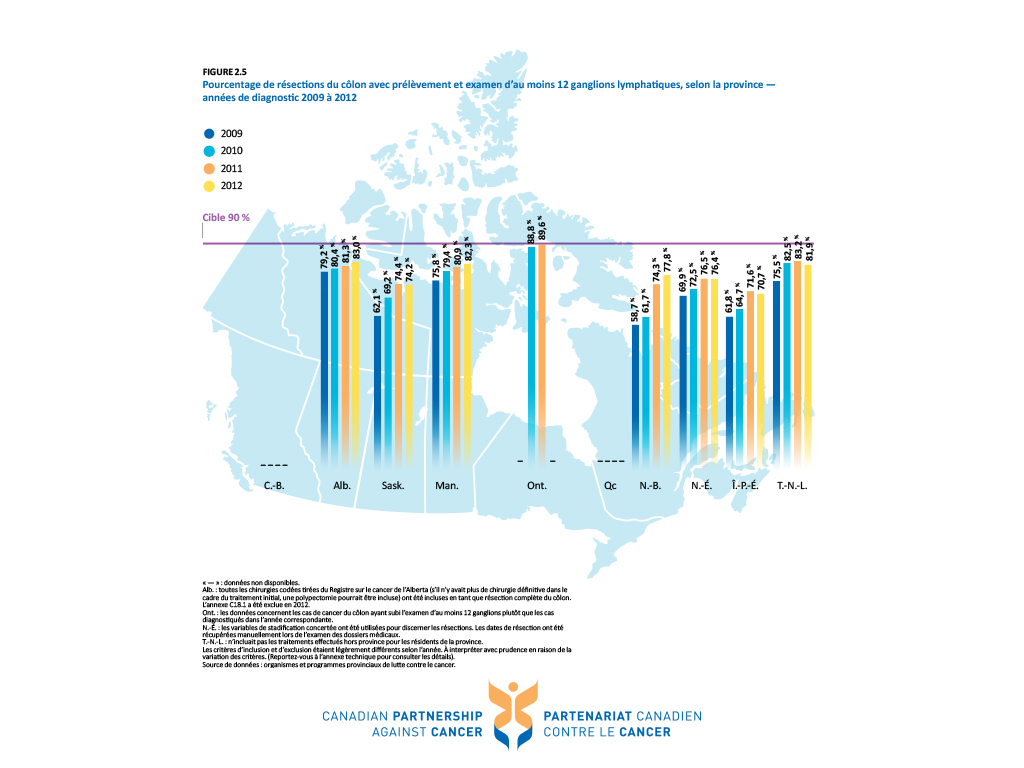 FIGURE 2.5
Pourcentage de résections du côlon avec prélèvement et examen d’au moins 12 ganglions lymphatiques, selon la province —
années de diagnostic 2009 à 2012
2009
2010
2011
2012
Cible 90 %
79,2 %
80,4 %
81,3 %
83,0 %
62,1 %
69,2 %
74,4 %
74,2 %
75,8 %
79,4 %
80,9 %
82,3 %
88,8 %
89,6 %
58,7 %
61,7 %
74,3 %
77,8 %
69,9 %
72,5 %
76,5 %
76,4 %
61,8 %
64,7 %
71,6 %
70,7 %
75,5 %
82,5 %
83,2 %
81,9 %
– – – –
– –
– – – –
C.-B. Alb. Sask. Man. Ont. Qc N.-B. N.-É. Î.-P.-É. T.-N.-L.
« — » : données non disponibles.
Alb. : toutes les chirurgies codées tirées du Registre sur le cancer de l’Alberta (s’il n’y avait plus de chirurgie définitive dans le
cadre du traitement initial, une polypectomie pourrait être incluse) ont été incluses en tant que résection complète du côlon.
L’annexe C18.1 a été exclue en 2012.
Ont. : les données concernent les cas de cancer du côlon ayant subi l’examen d’au moins 12 ganglions plutôt que les cas
diagnostiqués dans l’année correspondante.
N.-É. : les variables de stadification concertée ont été utilisées pour discerner les résections. Les dates de résection ont été
récupérées manuellement lors de l’examen des dossiers médicaux.
T.-N.-L. : n’incluait pas les traitements effectués hors province pour les résidents de la province.
Les critères d’inclusion et d’exclusion étaient légèrement différents selon l’année. À interpréter avec prudence en raison de la
variation des critères. (Reportez-vous à l’annexe technique pour consulter les détails).
Source de données : organismes et programmes provinciaux de lutte contre le cancer.
CANADIAN PARTNERSHIP
AGAINST CANCER
PARTENARIAT CANADIEN
CONTRE LE CANCER